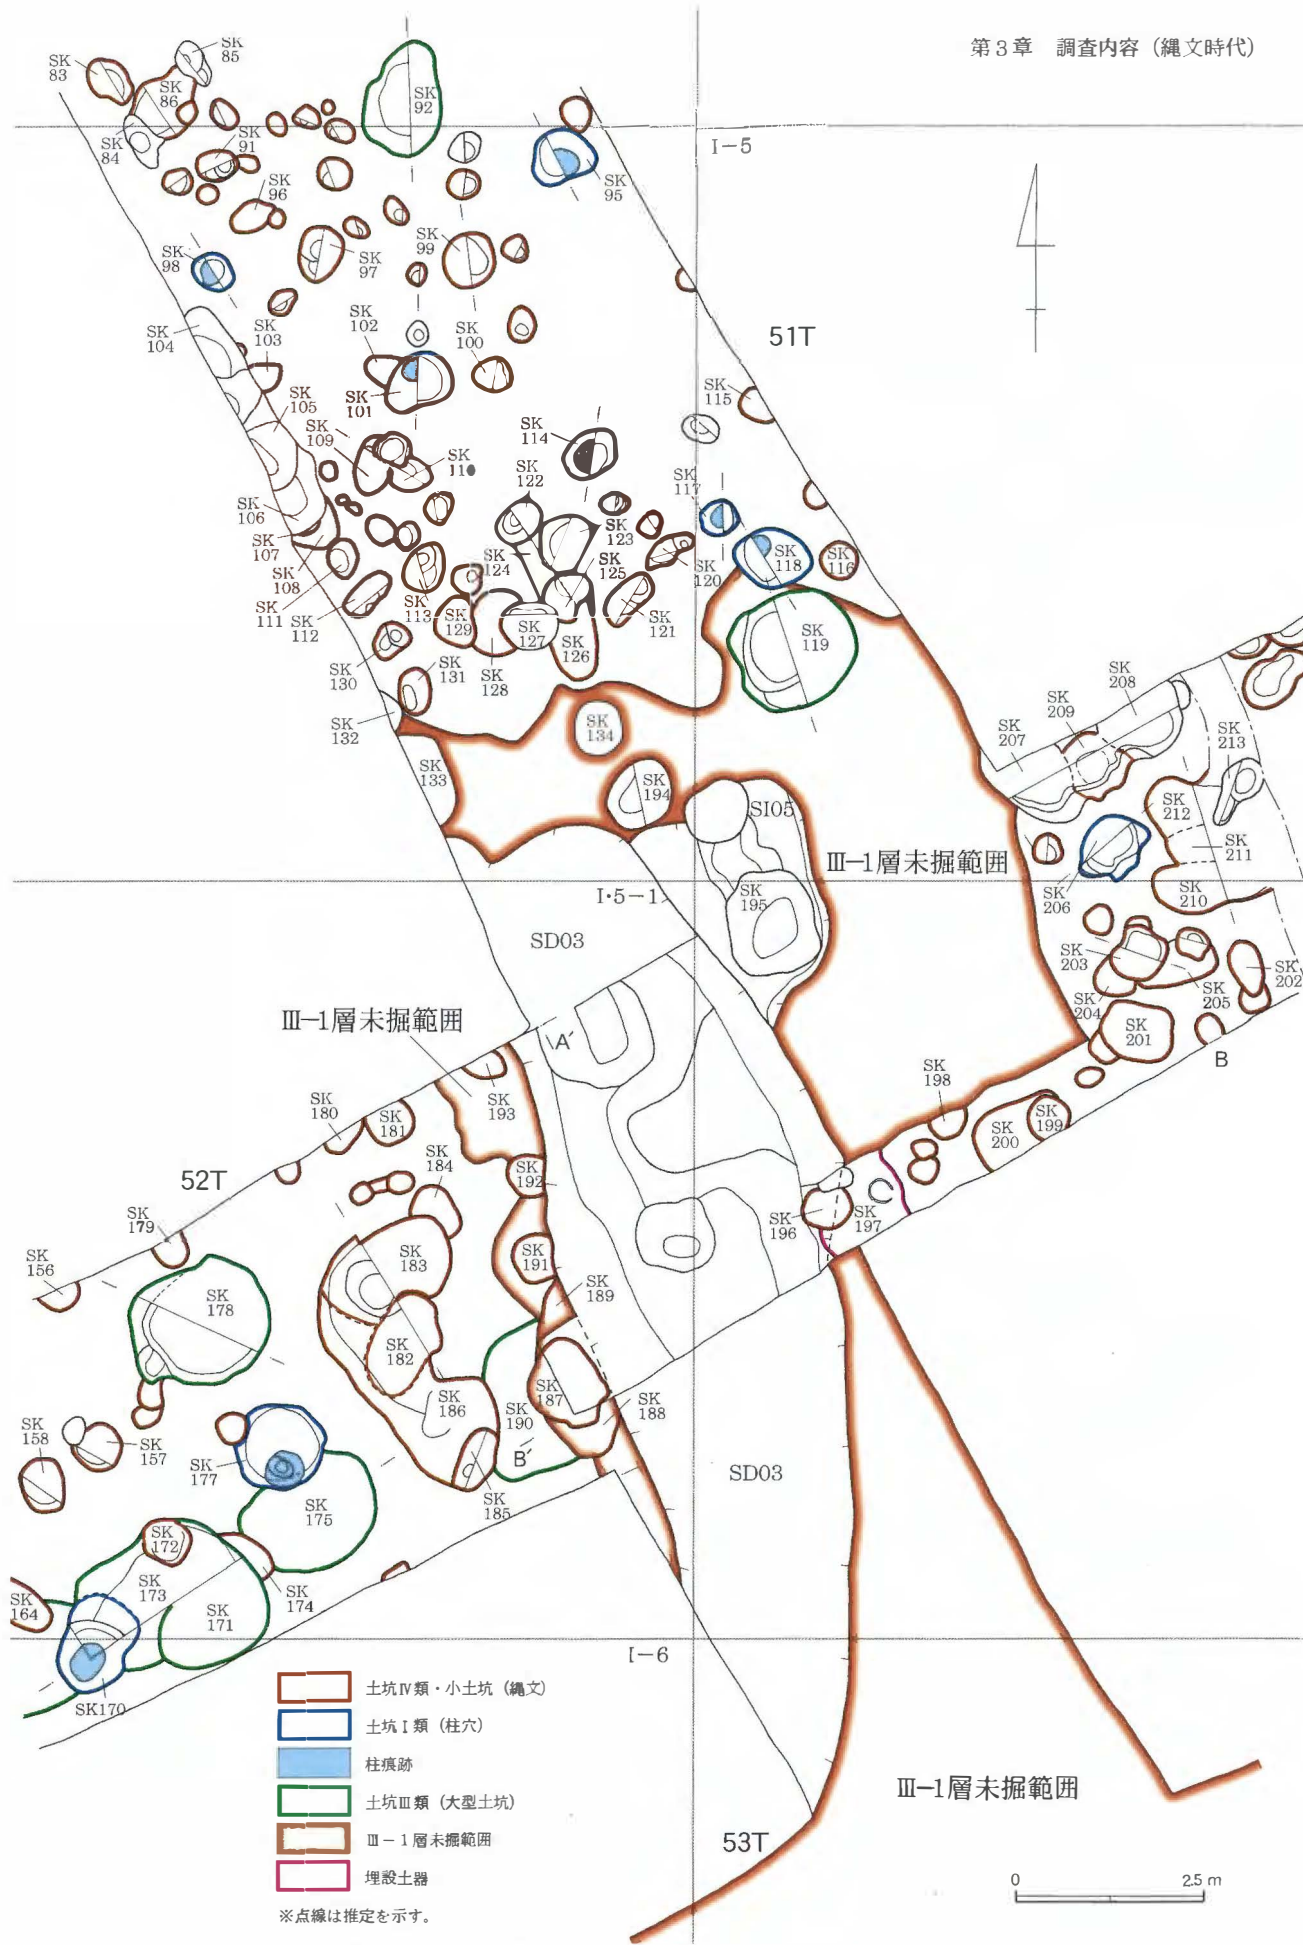 第3章 調査内容（縄文時代）
SK
85
SK
83
SK
86
SK
92
SK
84
SK
91
I-5
SK
95
SK
96
SK
98
SK
97
SK
99
SK
104
SK
103
SK
102
SK
100
51T
SK
101
SK
105
SK
115
SK
109
SK
114
SK
110
SK
122
SK
117
SK
106
SK
123
SK
107
SK
124
SK
125
SK
120
SK
118
SK
116
SK
108
SK
111
SK
112
SK
113
SK
129
SK
127
SK
121
SK
119
SK
126
SK
130
SK
131
SK
128
SK
208
SK
209
SK
132
SK
134
SK
207
SK
213
SK
133
SK
194
SI05
SK
212
Ⅲ-1層未掘範囲
SK
211
I・5-1
SK
195
SK
206
SK
210
SD03
SK
203
SK
202
SK
205
SK
204
Ⅲ-1層未掘範囲
A′
SK
201
B
SK
193
SK
198
SK
180
SK
181
SK
199
SK
200
52T
SK
184
SK
192
SK
179
SK
196
SK
197
SK
156
SK
183
SK
191
SK
189
SK
178
SK
182
SK
187
SK
186
SK
190
SK
188
SK
158
SK
157
SK
177
B′
SD03
SK
185
SK
175
SK
172
SK
173
SK
174
SK
164
SK
171
I-6
SK170
土坑Ⅳ類・小土坑（縄文）
土坑Ⅰ類（柱穴）
柱痕跡
土坑Ⅲ類（大型土坑）
Ⅲ-1層未掘範囲
埋設土器
※点線は推定を示す。
Ⅲ-1層未掘範囲
53T
0
2.5 m